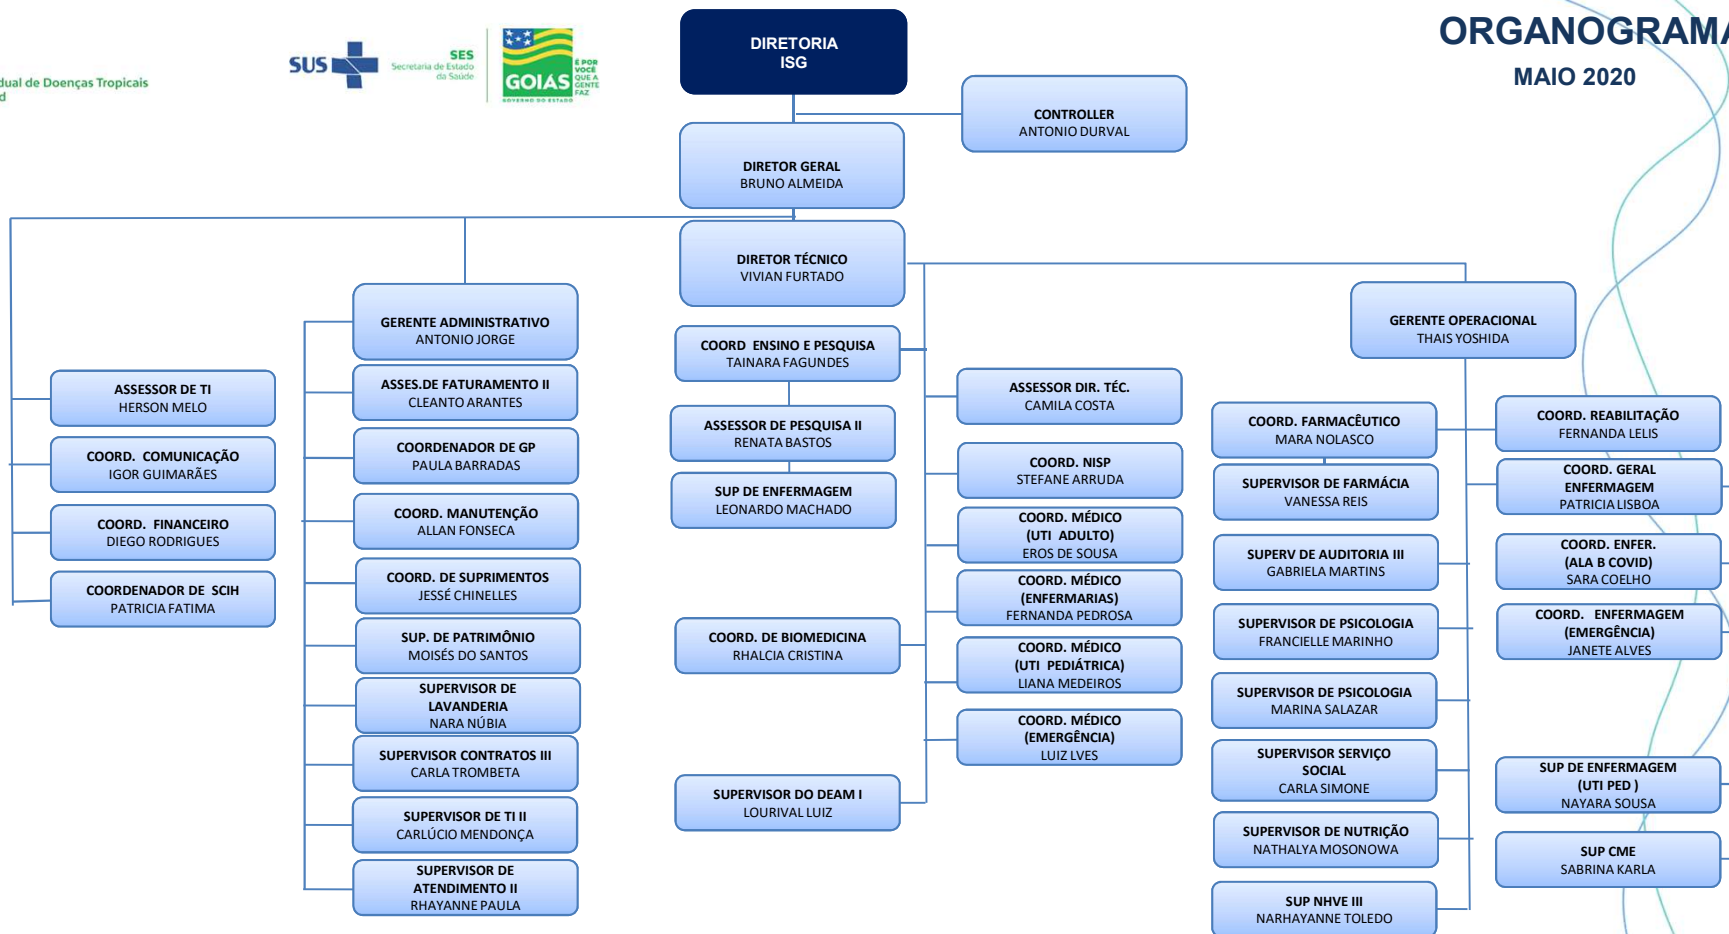 dual de Doenças Tropicais
d
SUS
SES
Secretaria de Estado
da Saúde
GOIÁS
GOVERNO DO ESTADO
É POR
VOCÊ
QUE A
GENTE
FAZ
ORGANOGRAMA
MAIO 2020
DIRETORIA
ISG
CONTROLLER
ANTONIO DURVAL
DIRETOR GERAL
BRUNO ALMEIDA
DIRETOR TÉCNICO
VIVIAN FURTADO
ASSESSOR DE TI
HERSON MELO
COORD. COMUNICAÇÃO
IGOR GUIMARÃES
COORD. FINANCEIRO
DIEGO RODRIGUES
COORDENADOR DE SCIH
PATRICIA FATIMA
GERENTE ADMINISTRATIVO
ANTONIO JORGE
ASSES.DE FATURAMENTO II
CLEANTO ARANTES
COORDENADOR DE GP
PAULA BARRADAS
COORD. MANUTENÇÃO
ALLAN FONSECA
COORD. DE SUPRIMENTOS
JESSÉ CHINELLES
SUP. DE PATRIMÔNIO
MOISÉS DO SANTOS
SUPERVISOR DE
LAVANDERIA
NARA NÚBIA
SUPERVISOR CONTRATOS III
CARLA TROMBETA
SUPERVISOR DE TI II
CARLÚCIO MENDONÇA
SUPERVISOR DE
ATENDIMENTO II
RHAYANNE PAULA
COORD ENSINO E PESQUISA
TAINARA FAGUNDES
ASSESSOR DE PESQUISA II
RENATA BASTOS
SUP DE ENFERMAGEM
LEONARDO MACHADO
COORD. DE BIOMEDICINA
RHALCIA CRISTINA
SUPERVISOR DO DEAM I
LOURIVAL LUIZ
ASSESSOR DIR. TÉC.
CAMILA COSTA
COORD. NISP
STEFANE ARRUDA
COORD. MÉDICO
(UTI ADULTO)
EROS DE SOUSA
COORD. MÉDICO
(ENFERMARIAS)
FERNANDA PEDROSA
COORD. MÉDICO
(UTI PEDIÁTRICA)
LIANA MEDEIROS
COORD. MÉDICO
(EMERGÊNCIA)
LUIZ LVES
GERENTE OPERACIONAL
THAIS YOSHIDA
COORD. FARMACÊUTICO
MARA NOLASCO
SUPERVISOR DE FARMÁCIA
VANESSA REIS
SUPERV DE AUDITORIA III
GABRIELA MARTINS
SUPERVISOR DE PSICOLOGIA
FRANCIELLE MARINHO
SUPERVISOR DE PSICOLOGIA
MARINA SALAZAR
SUPERVISOR SERVIÇO
SOCIAL
CARLA SIMONE
SUPERVISOR DE NUTRIÇÃO
NATHALYA MOSONOWA
SUP NHVE III
NARHAYANNE TOLEDO
COORD. REABILITAÇÃO
FERNANDA LELIS
COORD. GERAL
ENFERMAGEM
PATRICIA LISBOA
COORD. ENFER.
(ALA B COVID)
SARA COELHO
COORD. ENFERMAGEM
(EMERGÊNCIA)
JANETE ALVES
SUP DE ENFERMAGEM
(UTI PED )
NAYARA SOUSA
SUP CME
SABRINA KARLA